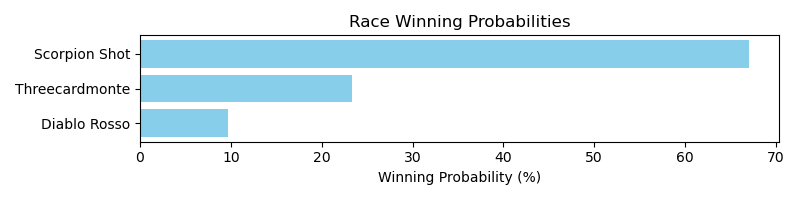 Race Winning Probabilities
Scorpion Shot
Threecardmonte
Diablo Rosso
0 10 20 30 40 50 60 70
Winning Probability (%)